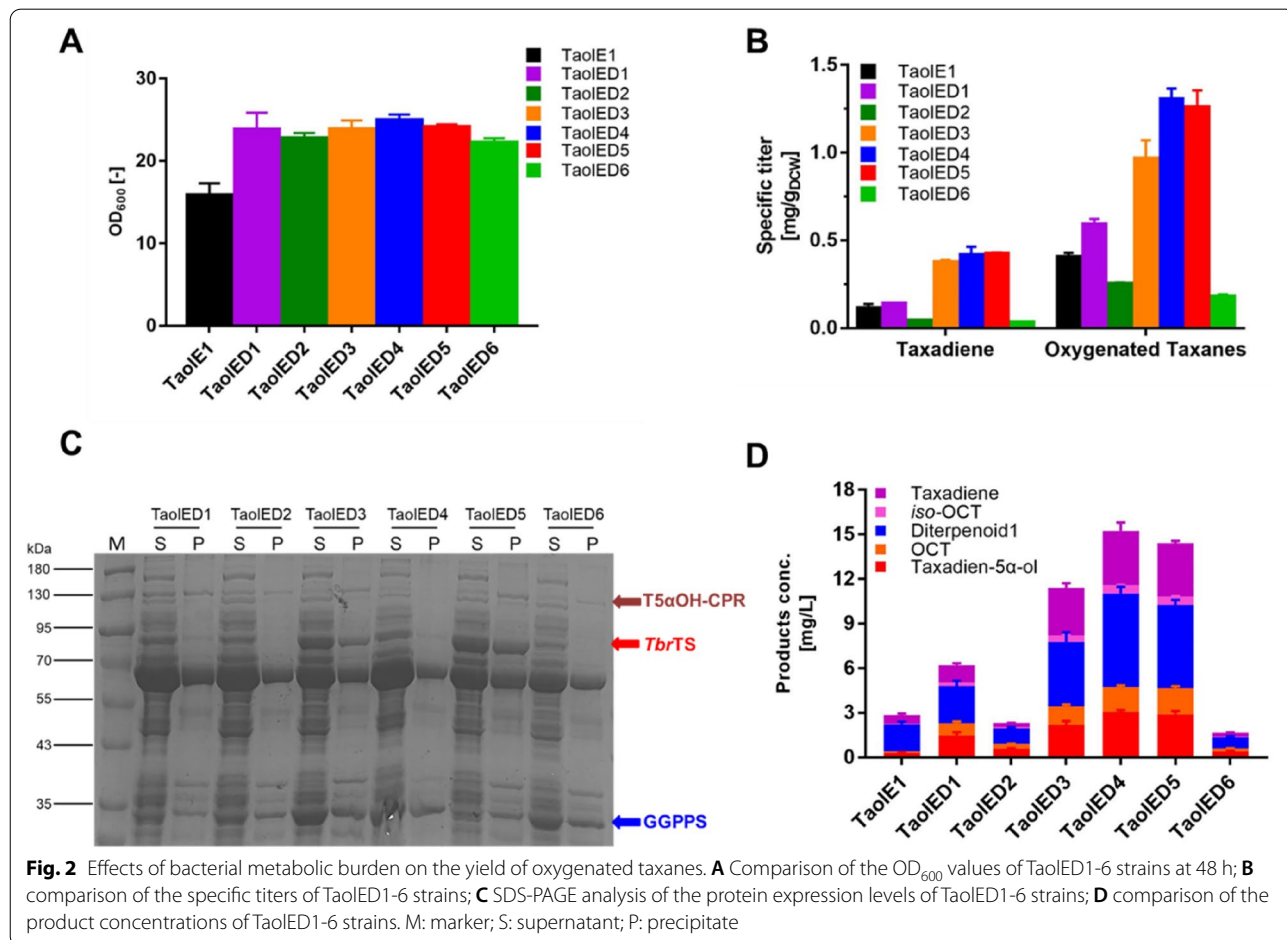 A
OD600 [-]
30
20
10
0
TaolE1
TaolED1
TaolED2
TaolED3
TaolED4
TaolED5
TaolED6
TaolE1
TaolED1
TaolED2
TaolED3
TaolED4
TaolED5
TaolED6
B
Specific titer
[mg/gDCW]
1.5
1.0
0.5
0.0
TaolE1
TaolED1
TaolED2
TaolED3
TaolED4
TaolED5
TaolED6
Taxadiene Oxygenated Taxanes
C
TaolED1 TaolED2 TaolED3 TaolED4 TaolED5 TaolED6
kDa M S P S P S P S P S P S P
180
130
95
70
55
43
35
T5αOH-CPR
TbrTS
GGPPS
D
Products conc.
[mg/L]
18
15
12
9
6
3
0
Taxadiene
iso-OCT
Diterpenoid1
OCT
Taxadien-5α-ol
TaolE1
TaolED1
TaolED2
TaolED3
TaolED4
TaolED5
TaolED6
Fig. 2 Effects of bacterial metabolic burden on the yield of oxygenated taxanes. A Comparison of the OD600 values of TaolED1-6 strains at 48 h; B
comparison of the specific titers of TaolED1-6 strains; C SDS-PAGE analysis of the protein expression levels of TaolED1-6 strains; D comparison of the
product concentrations of TaolED1-6 strains. M: marker; S: supernatant; P: precipitate